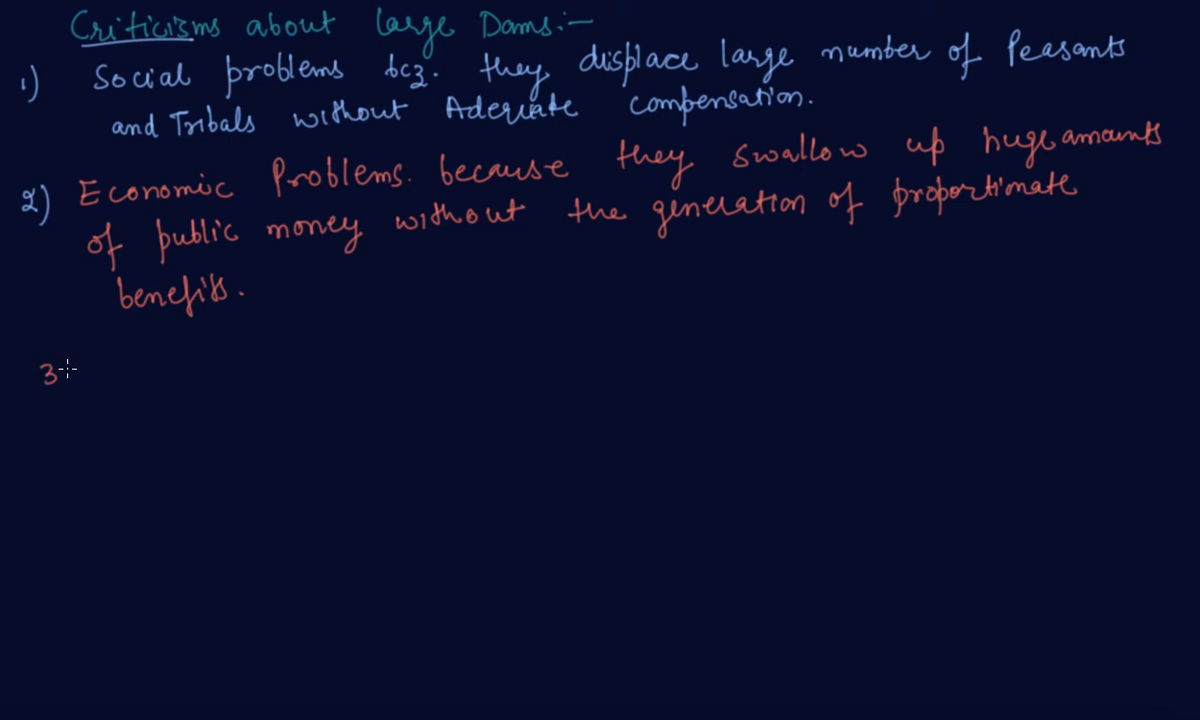 Criticisms about large Dams:-
1) Social problems bcz. they displace large number of Peasants
and Tribals without Adequate compensation.
2) Economic Problems. because they swallow up huge amounts
of public money without the generation of proportimate
benefits.
3